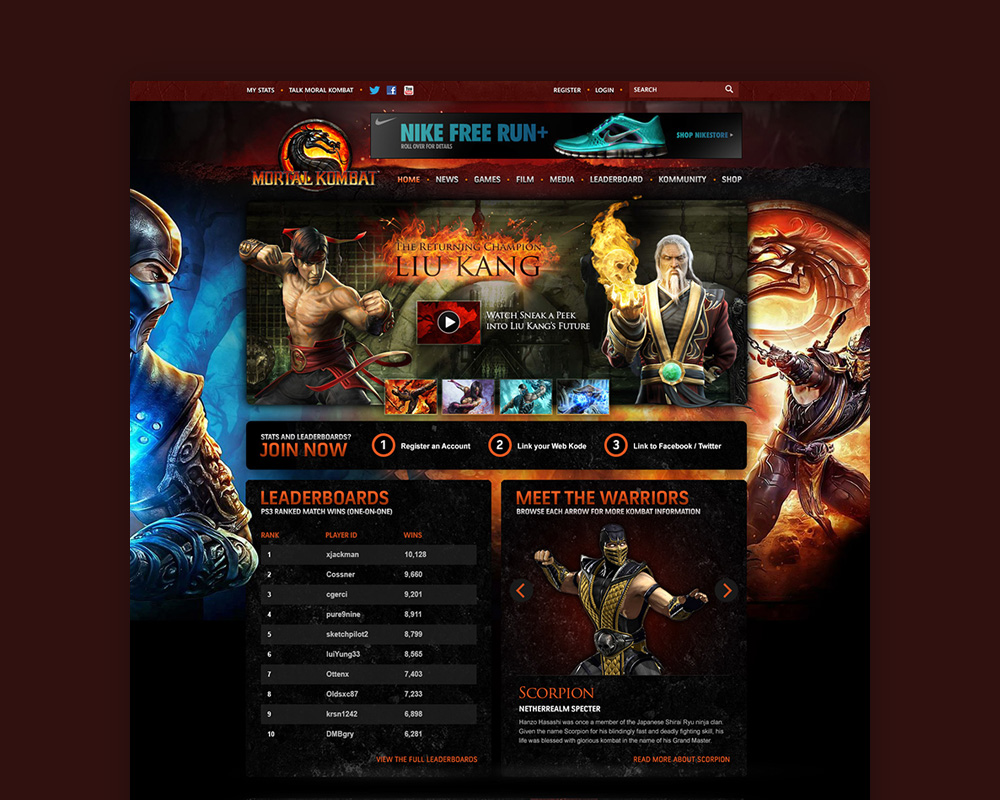 MY STATS • TALK MORAL KOMBAT •
REGISTER • LOGIN • SEARCH
NIKE FREE RUN+
ROLL OVER FOR DETAILS
SHOP NIKESTORE
MORTAL KOMBAT
HOME • NEWS • GAMES • FILM • MEDIA • LEADERBOARD • KOMMUNITY • SHOP
THE RETURNING CHAMPION
LIU KANG
WATCH SNEAK A PEEK
INTO LIU KANG'S FUTURE
STATS AND LEADERBOARDS?
JOIN NOW
1 Register an Account
2 Link your Web Kode
3 Link to Facebook / Twitter
LEADERBOARDS
PS3 RANKED MATCH WINS (ONE-ON-ONE)
RANK PLAYER ID WINS
1 xjackman 10,128
2 Cossner 9,660
3 cgerci 9,201
4 pure9nine 8,911
5 sketchpilot2 8,799
6 luiYung33 8,565
7 Ottenx 7,403
8 Oldsxc87 7,233
9 krsn1242 6,898
10 DMBgry 6,281
VIEW THE FULL LEADERBOARDS
MEET THE WARRIORS
BROWSE EACH ARROW FOR MORE KOMBAT INFORMATION
SCORPION
NETHERREALM SPECTER
Hanzo Hasashi was once a member of the Japanese Shirai Ryu ninja clan.
Given the name Scorpion for his blindingly fast and deadly fighting skill, his
life was blessed with glorious kombat in the name of his Grand Master.
READ MORE ABOUT SCORPION